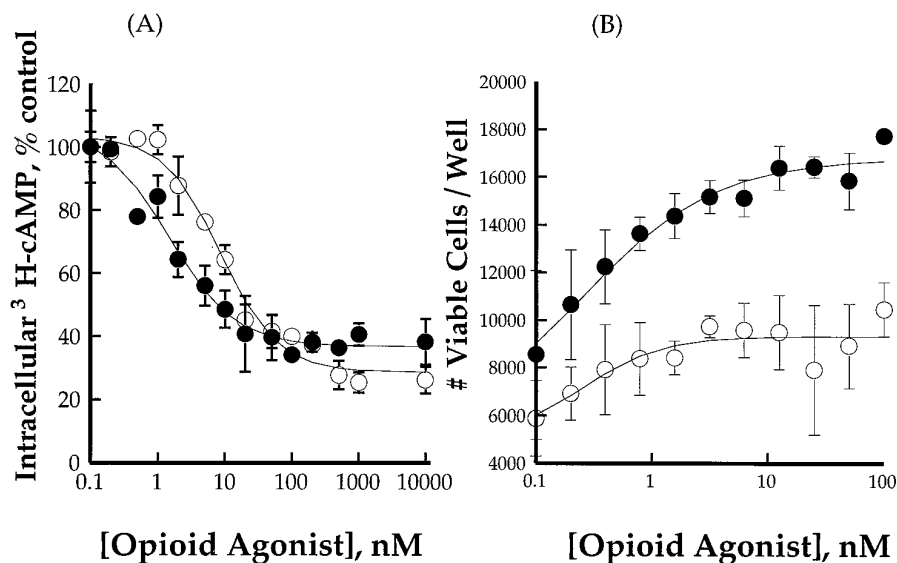 (A)
Intracellular ³ H-cAMP, % control
120
100
80
60
40
20
0
0.1 1 10 100 1000 10000
[Opioid Agonist], nM
(B)
# Viable Cells / Well
20000
18000
16000
14000
12000
10000
8000
6000
4000
0.1 1 10 100
[Opioid Agonist], nM